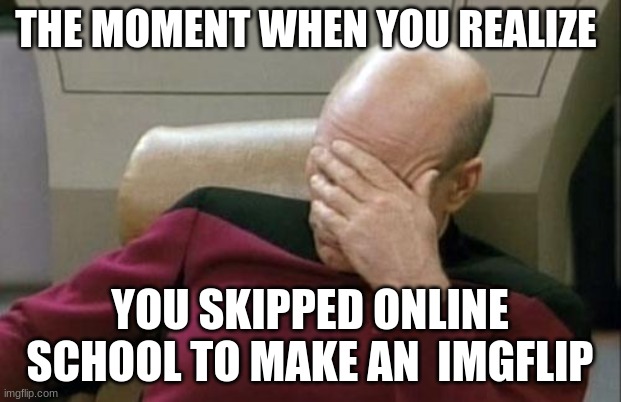 THE MOMENT WHEN YOU REALIZE
YOU SKIPPED ONLINE
SCHOOL TO MAKE AN  IMGFLIP
imgflip.com